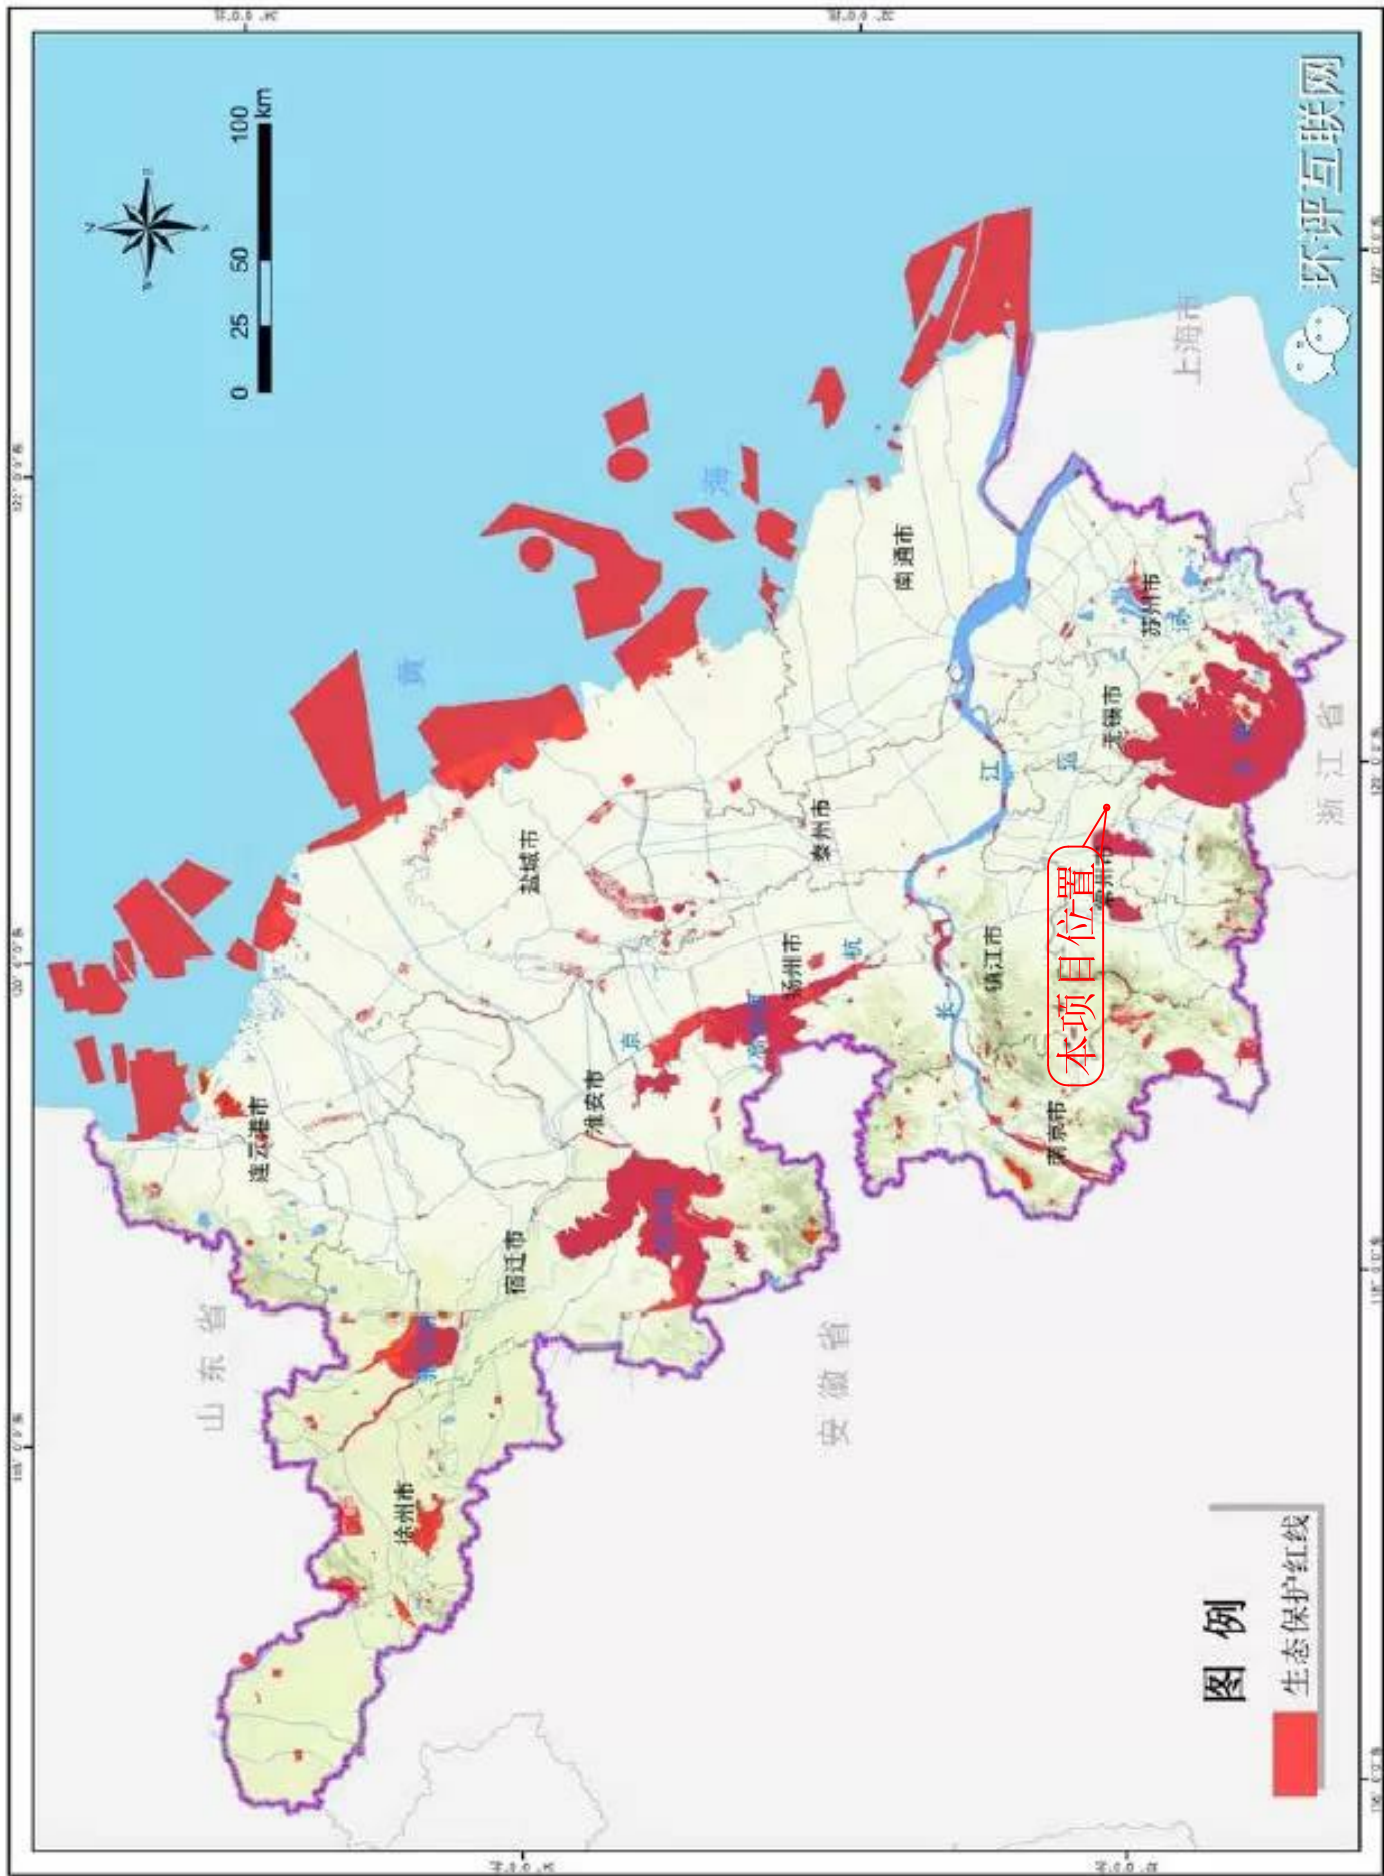 0 25 50 100
km
N
山东省
连云港市
徐州市
宿迁市
淮安市
盐城市
黄
海
京
扬州市
杭
泰州市
南通市
安徽省
长
江
镇江市
南京市
本项目位置
常州市
无锡市
运
苏州市
河
上海市
浙江省
图例
生态保护红线
环评互联网